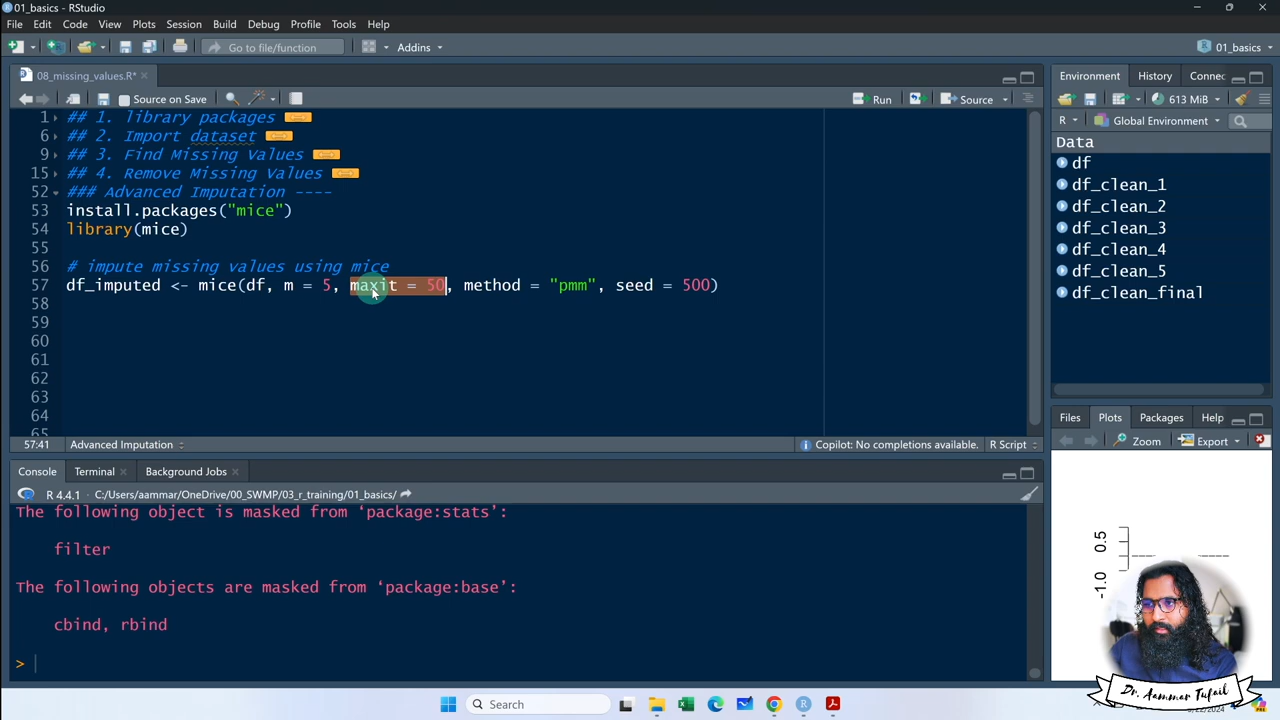 01_basics - RStudio
File Edit Code View Plots Session Build Debug Profile Tools Help
Go to file/function Addins 01_basics
08_missing_values.R*
Source on Save Run Source
1 ## 1. library packages
6 ## 2. Import dataset
9 ## 3. Find Missing Values
15 ## 4. Remove Missing Values
52 ### Advanced Imputation ----
53 install.packages("mice")
54 library(mice)
55
56 # impute missing values using mice
57 df_imputed <- mice(df, m = 5, maxit = 50, method = "pmm", seed = 500)
58
59
60
61
62
63
64
65
57:41 Advanced Imputation Copilot: No completions available. R Script
Console Terminal Background Jobs
R 4.4.1 · C:/Users/aammar/OneDrive/00_SWMP/03_r_training/01_basics/
The following object is masked from ‘package:stats’:
filter
The following objects are masked from ‘package:base’:
cbind, rbind
>
Environment History Connec
613 MiB
R Global Environment
Data
df
df_clean_1
df_clean_2
df_clean_3
df_clean_4
df_clean_5
df_clean_final
Files Plots Packages Help
Zoom Export
0.5
-1.0
Dr. Aammar Tufail
Search